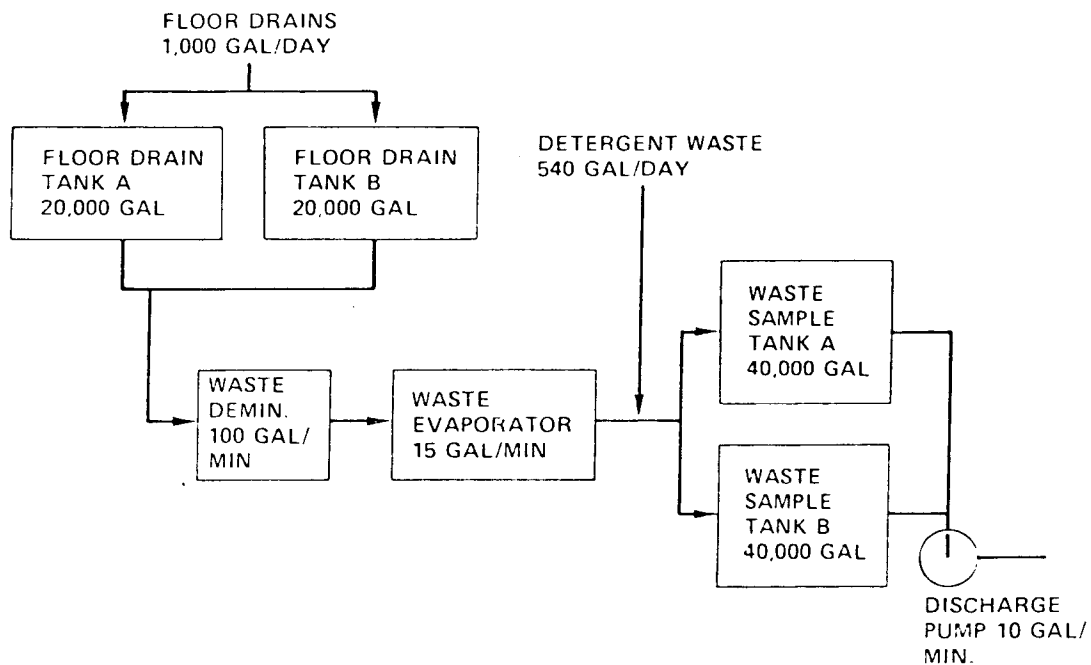 FLOOR DRAINS
1,000 GAL/DAY
FLOOR DRAIN
TANK A
20,000 GAL
FLOOR DRAIN
TANK B
20,000 GAL
DETERGENT WASTE
540 GAL/DAY
WASTE
DEMIN.
100 GAL/
MIN
WASTE
EVAPORATOR
15 GAL/MIN
WASTE
SAMPLE
TANK A
40,000 GAL
WASTE
SAMPLE
TANK B
40,000 GAL
DISCHARGE
PUMP 10 GAL/
MIN.